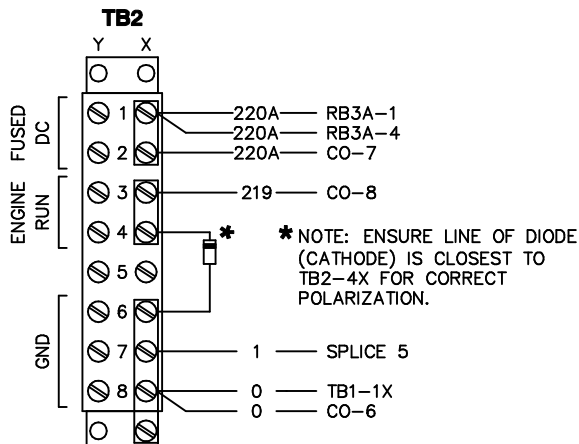 TB2
Y X
FUSED DC
1 220A RB3A-1
220A RB3A-4
2 220A CO-7
ENGINE RUN
3 219 CO-8
4 *
* NOTE: ENSURE LINE OF DIODE
(CATHODE) IS CLOSEST TO
TB2-4X FOR CORRECT
POLARIZATION.
5
GND
6
7 1 SPLICE 5
8 0 TB1-1X
0 CO-6